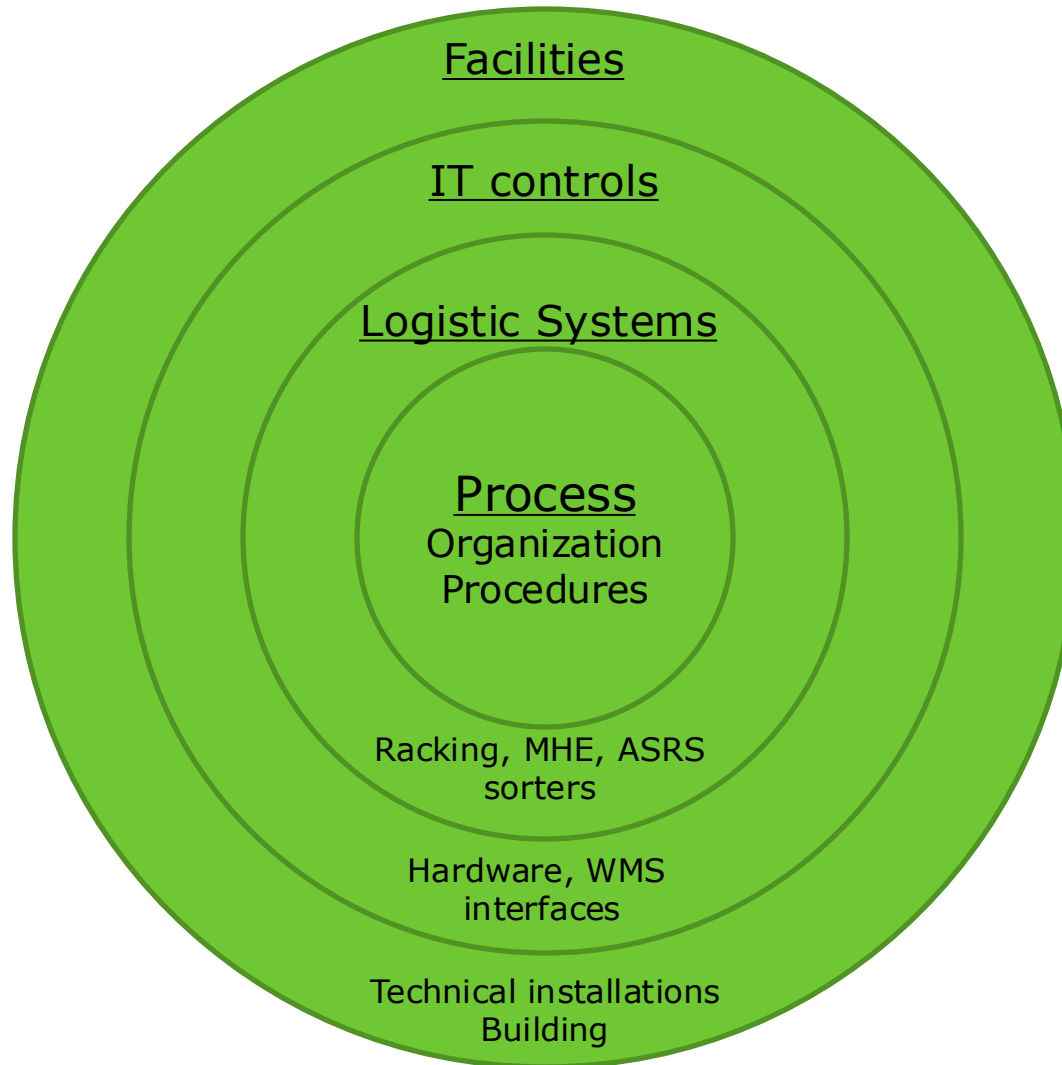 Facilities
IT controls
Logistic Systems
Process
Organization
Procedures
Racking, MHE, ASRS
sorters
Hardware, WMS
interfaces
Technical installations
Building